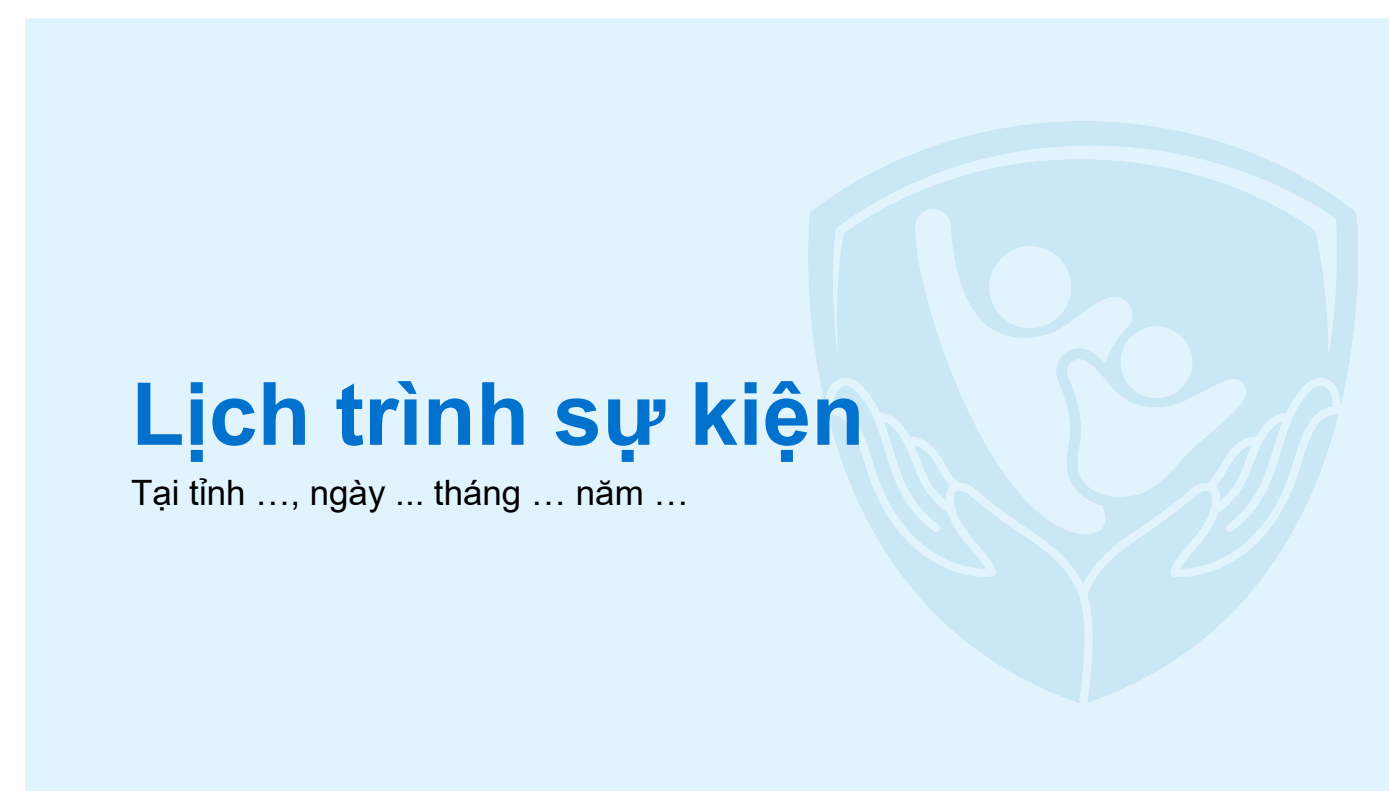 Lịch trình sự kiện
Tại tỉnh …, ngày ... tháng … năm …